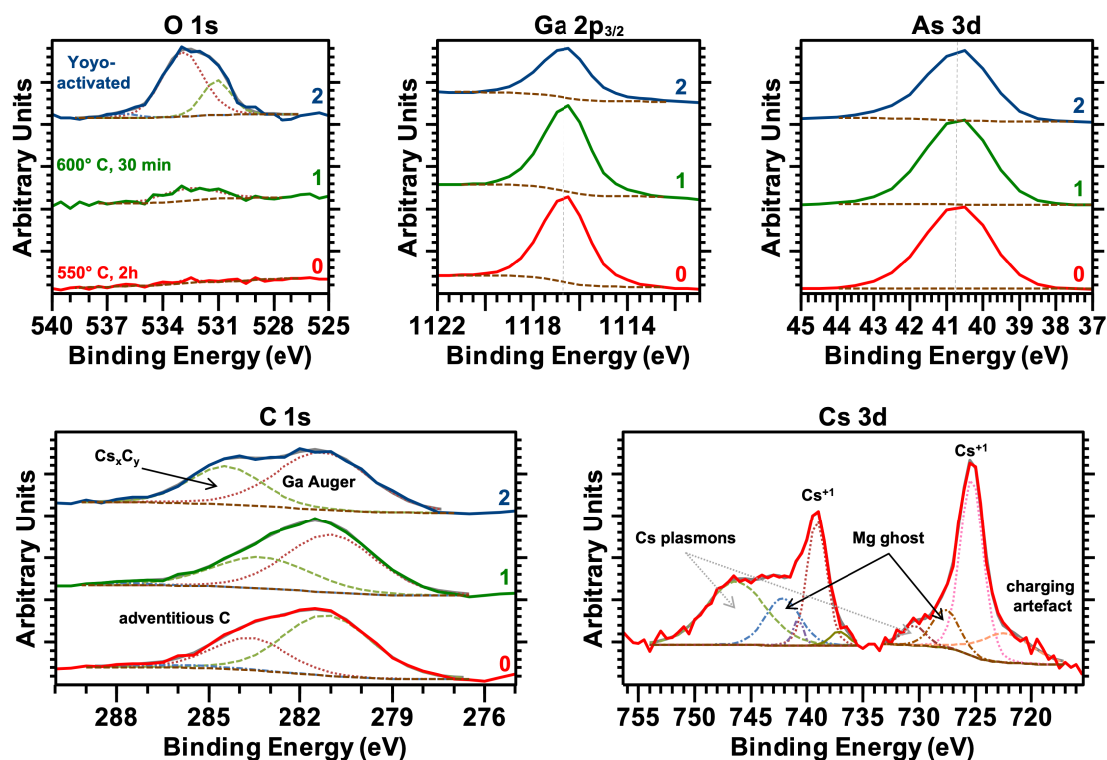 O 1s
Yoyo-
activated
2
600° C, 30 min
1
550° C, 2h
0
540 537 534 531 528 525
Binding Energy (eV)
Arbitrary Units
Ga 2p3/2
2
1
0
1122 1118 1114
Binding Energy (eV)
Arbitrary Units
As 3d
2
1
0
45 44 43 42 41 40 39 38 37
Binding Energy (eV)
Arbitrary Units
C 1s
CsxCy
Ga Auger
2
1
adventitious C
0
288 285 282 279 276
Binding Energy (eV)
Arbitrary Units
Cs 3d
Cs+1
Cs+1
Cs plasmons
Mg ghost
charging
artefact
755 750 745 740 735 730 725 720
Binding Energy (eV)
Arbitrary Units